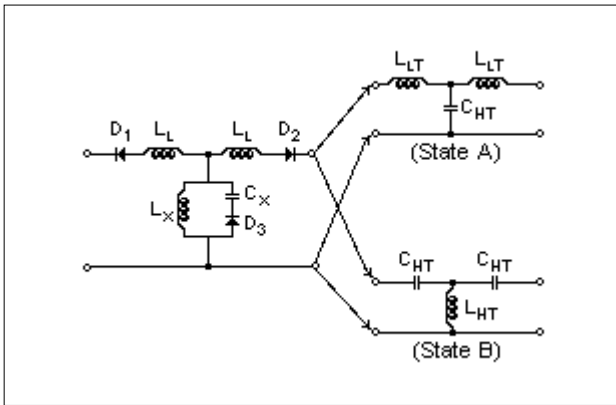 L_LT L_LT
C_HT
(State A)
D_1 L_L L_L D_2
L_X C_X
D_3
C_HT C_HT
L_HT
(State B)